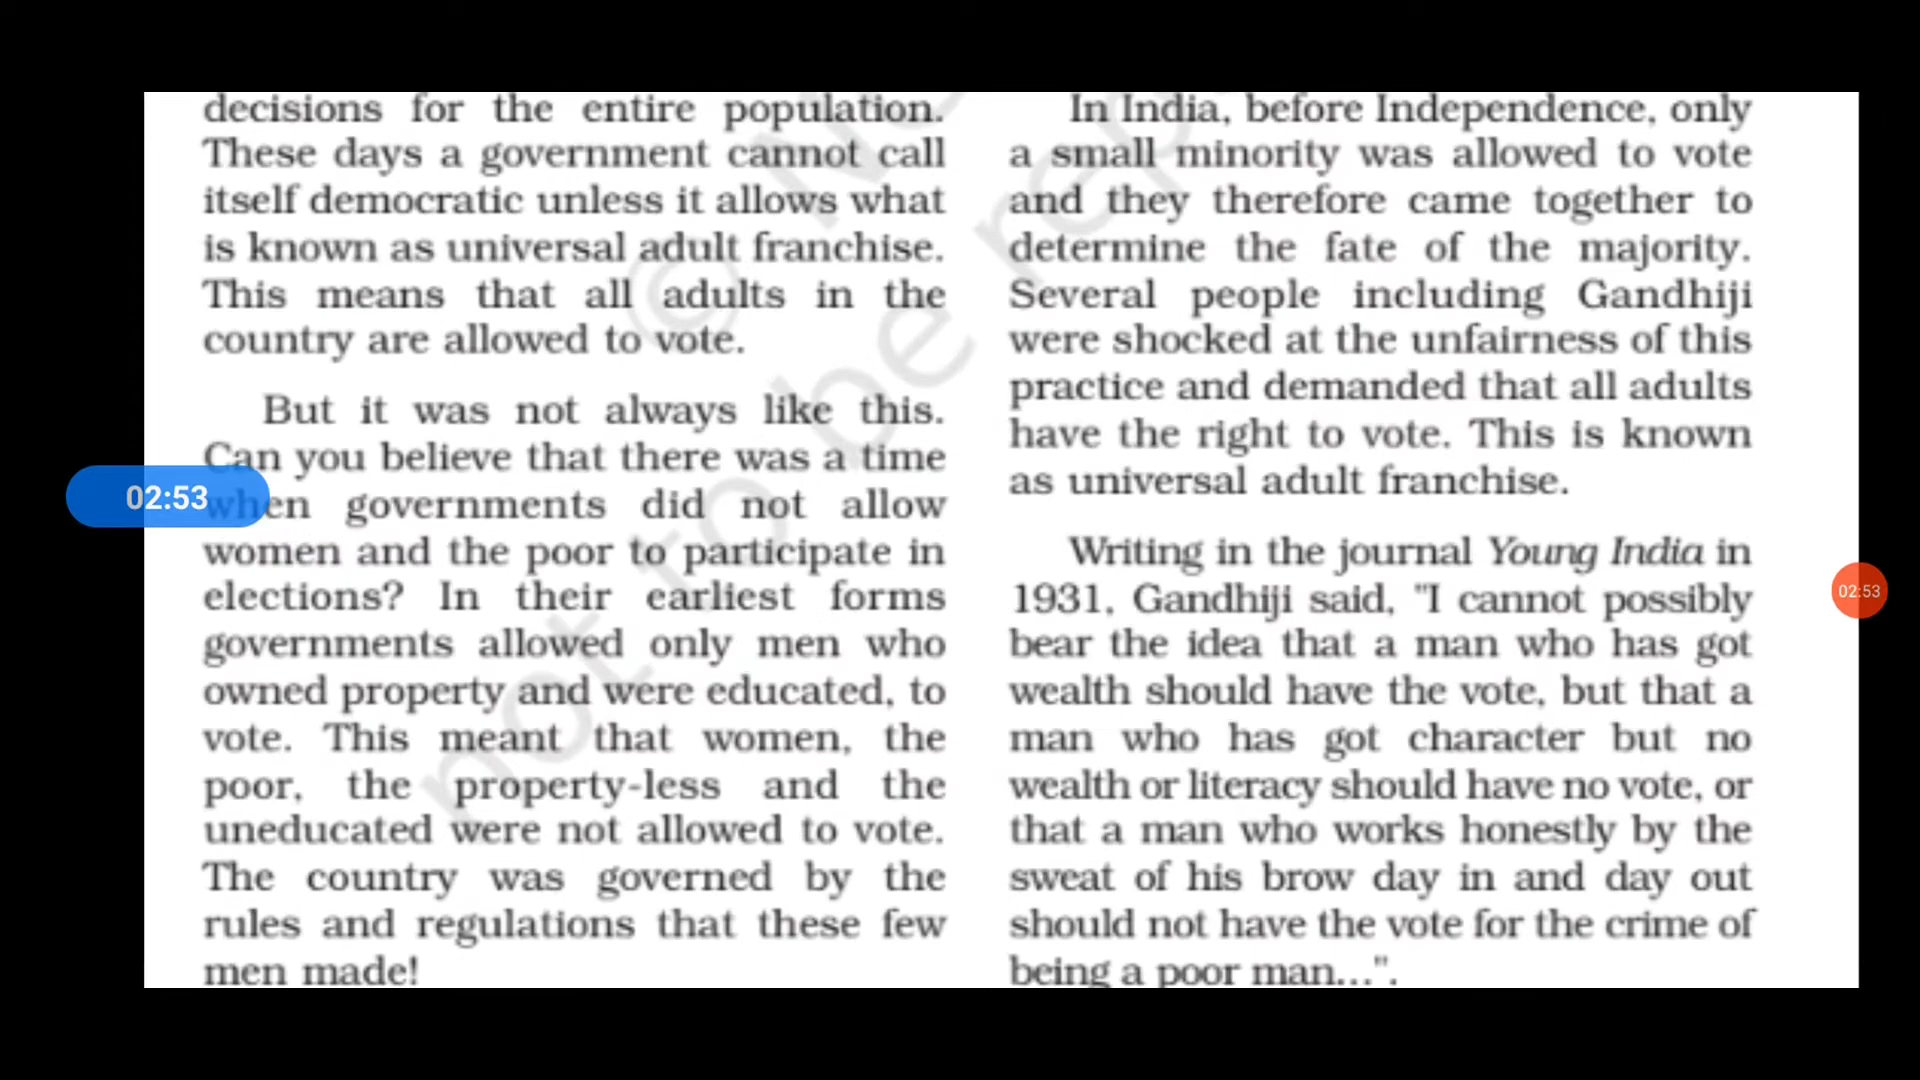 decisions for the entire population.
These days a government cannot call
itself democratic unless it allows what
is known as universal adult franchise.
This means that all adults in the
country are allowed to vote.
But it was not always like this.
Can you believe that there was a time
when governments did not allow
women and the poor to participate in
elections? In their earliest forms
governments allowed only men who
owned property and were educated, to
vote. This meant that women, the
poor, the property-less and the
uneducated were not allowed to vote.
The country was governed by the
rules and regulations that these few
men made!
In India, before Independence, only
a small minority was allowed to vote
and they therefore came together to
determine the fate of the majority.
Several people including Gandhiji
were shocked at the unfairness of this
practice and demanded that all adults
have the right to vote. This is known
as universal adult franchise.
Writing in the journal Young India in
1931, Gandhiji said, "I cannot possibly
bear the idea that a man who has got
wealth should have the vote, but that a
man who has got character but no
wealth or literacy should have no vote, or
that a man who works honestly by the
sweat of his brow day in and day out
should not have the vote for the crime of
being a poor man...".
02:53
02:53
©
not to be